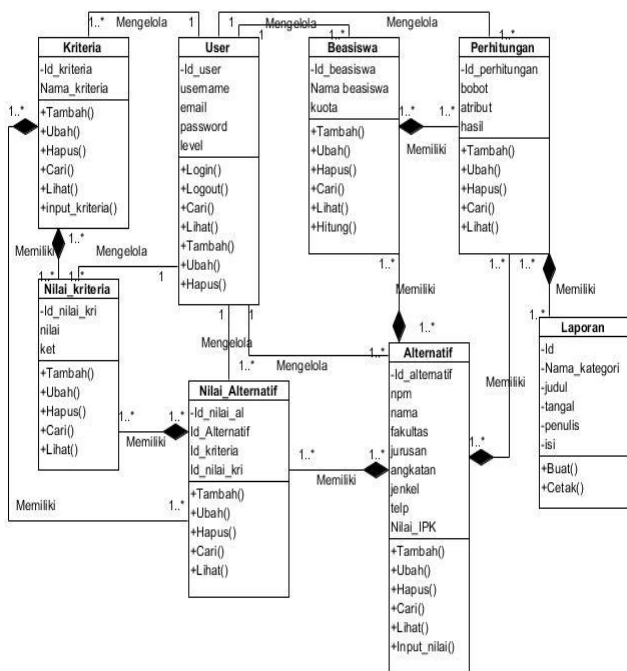 1..* Mengelola 1
1 Mengelola 1..*
1 1..*
Kriteria
-Id_kriteria
Nama_kriteria
+Tambah()
+Ubah()
+Hapus()
+Cari()
+Lihat()
+input_kriteria()
User
-Id_user
username
email
password
level
+Login()
+Logout()
+Cari()
+Lihat()
+Tambah()
+Ubah()
+Hapus()
Beasiswa
-Id_beasiswa
Nama beasiswa
kuota
+Tambah()
+Ubah()
+Hapus()
+Cari()
+Lihat()
+Hitung()
Perhitungan
-Id_perhitungan
bobot
atribut
hasil
+Tambah()
+Ubah()
+Hapus()
+Cari()
+Lihat()
1..*
1..* 1..*
Memiliki
Memiliki 1..*
1..* 1..*
Mengelola
1
1..*
Memiliki
1..*
1..* 1..*
Memiliki
1..*
Nilai_kriteria
-Id_nilai_kri
nilai
ket
+Tambah()
+Ubah()
+Hapus()
+Cari()
+Lihat()
1 1
Mengelola
Mengelola
1..* 1..*
Nilai_Alternatif
-Id_nilai_al
Id_Alternatif
Id_kriteria
Id_nilai_kri
+Tambah()
+Ubah()
+Hapus()
+Cari()
+Lihat()
Alternatif
-Id_alternatif
npm
nama
fakultas
jurusan
angkatan
jenkel
telp
Nilai_IPK
+Tambah()
+Ubah()
+Hapus()
+Cari()
+Lihat()
+Input_nilai()
Laporan
-Id
-Nama_kategori
-judul
-tangal
-penulis
-isi
+Buat()
+Cetak()
Memiliki
1..*
1..* 1..*
Memiliki
1..* 1..*
Memiliki
Memiliki 1..*